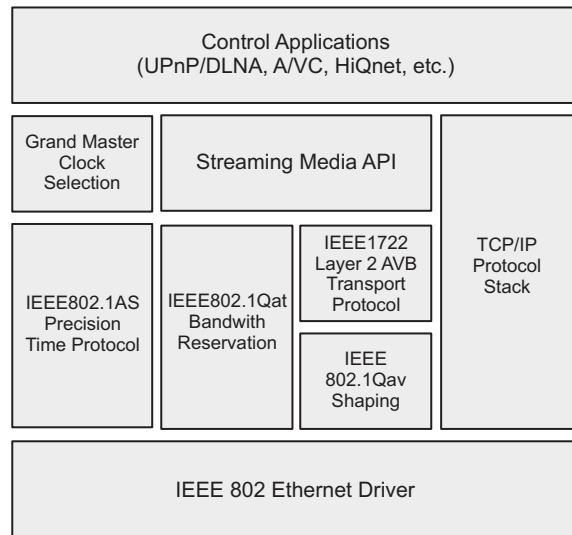 Control Applications
(UPnP/DLNA, A/VC, HiQnet, etc.)
Grand Master
Clock
Selection
Streaming Media API
TCP/IP
Protocol
Stack
IEEE802.1AS
Precision
Time Protocol
IEEE802.1Qat
Bandwith
Reservation
IEEE1722
Layer 2 AVB
Transport
Protocol
IEEE
802.1Qav
Shaping
IEEE 802 Ethernet Driver